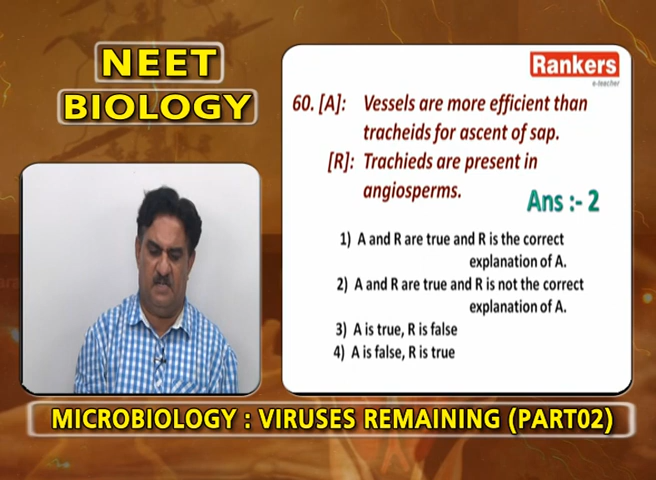 NEET
BIOLOGY
Rankers
e-teacher
60. [A]: Vessels are more efficient than
tracheids for ascent of sap.
[R]: Trachieds are present in
angiosperms.
Ans :- 2
1) A and R are true and R is the correct
explanation of A.
2) A and R are true and R is not the correct
explanation of A.
3) A is true, R is false
4) A is false, R is true
MICROBIOLOGY : VIRUSES REMAINING (PART02)